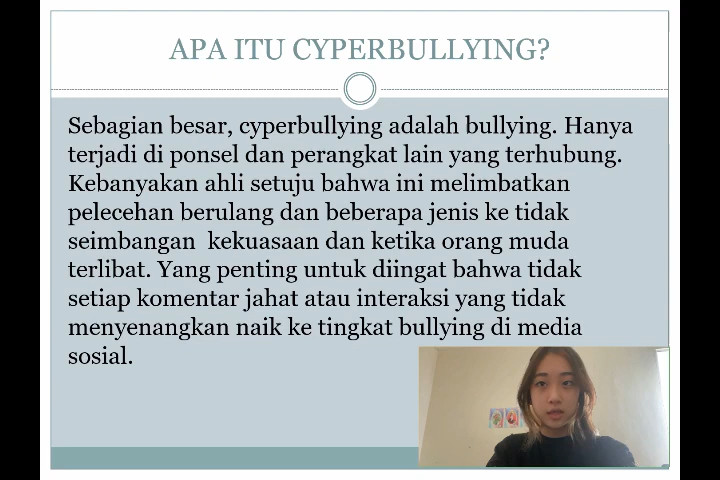 APA ITU CYPERBULLYING?
Sebagian besar, cyperbullying adalah bullying. Hanya
terjadi di ponsel dan perangkat lain yang terhubung.
Kebanyakan ahli setuju bahwa ini melimbatkan
pelecehan berulang dan beberapa jenis ke tidak
seimbangan  kekuasaan dan ketika orang muda
terlibat. Yang penting untuk diingat bahwa tidak
setiap komentar jahat atau interaksi yang tidak
menyenangkan naik ke tingkat bullying di media
sosial.